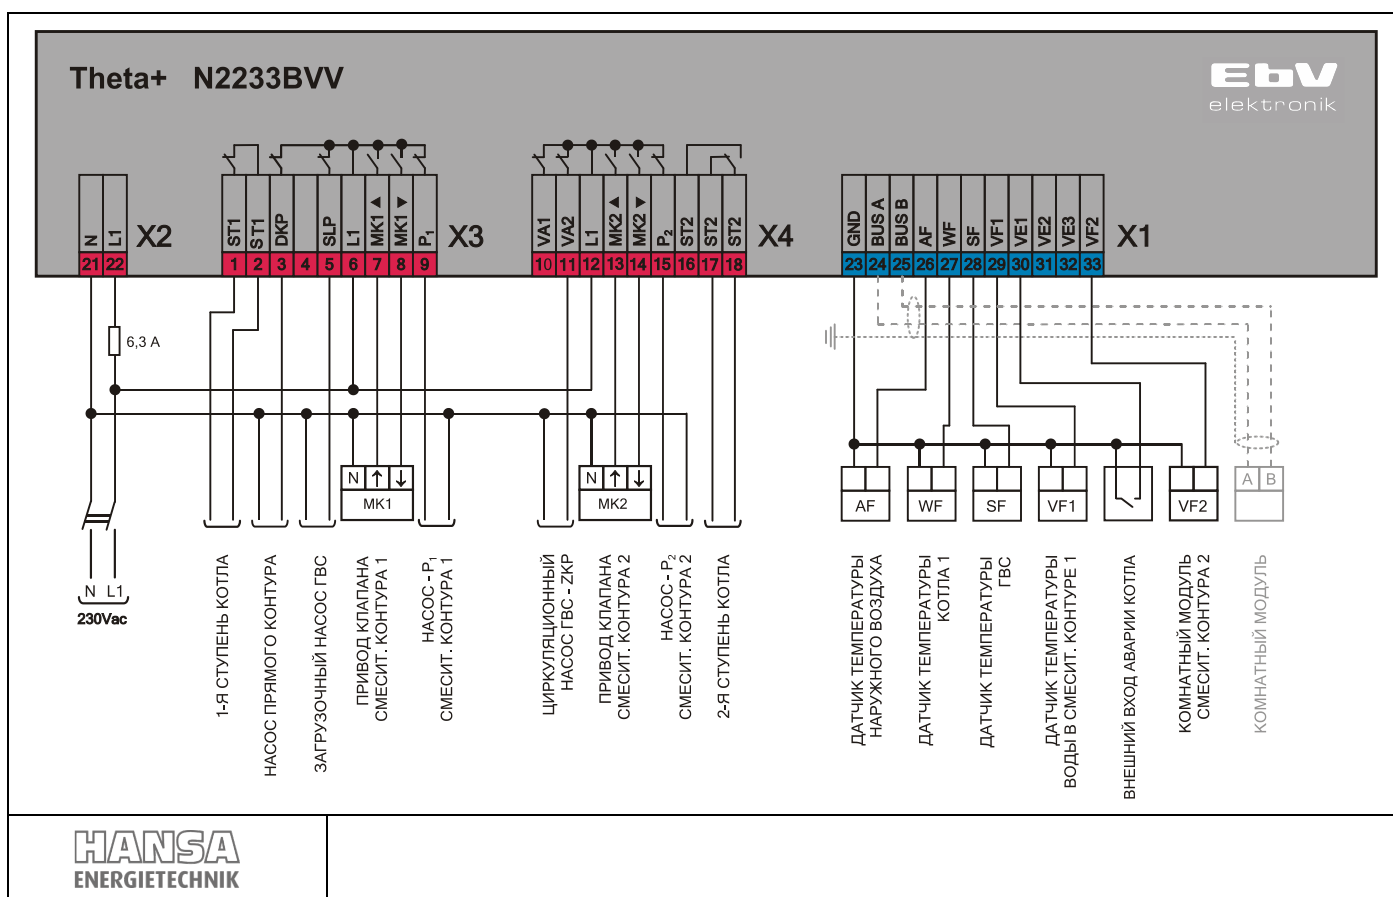 Theta+ N2233BVV
EbV
elektronik
N
L1
X2
21 22
ST1
ST1
DKP
SLP
L1
MK1 ▲
MK1 ▼
P1
X3
1 2 3 4 5 6 7 8 9
VA1
VA2
L1
MK2 ▲
MK2 ▼
P2
ST2
ST2
ST2
X4
10 11 12 13 14 15 16 17 18
GND
BUS A
BUS B
AF
WF
SF
VF1
VE1
VE2
VE3
VF2
X1
23 24 25 26 27 28 29 30 31 32 33
6,3 A
N ↑ ↓
MK1
N ↑ ↓
MK2
AF
WF
SF
VF1
VF2
A B
N L1
230Vac
1-Я СТУПЕНЬ КОТЛА
НАСОС ПРЯМОГО КОНТУРА
ЗАГРУЗОЧНЫЙ НАСОС ГВС
ПРИВОД КЛАПАНА
СМЕСИТ. КОНТУРА 1
НАСОС - P1
СМЕСИТ. КОНТУРА 1
ЦИРКУЛЯЦИОННЫЙ
НАСОС ГВС - ZKP
ПРИВОД КЛАПАНА
СМЕСИТ. КОНТУРА 2
НАСОС - P2
СМЕСИТ. КОНТУРА 2
2-Я СТУПЕНЬ КОТЛА
ДАТЧИК ТЕМПЕРАТУРЫ
НАРУЖНОГО ВОЗДУХА
ДАТЧИК ТЕМПЕРАТУРЫ
КОТЛА 1
ДАТЧИК ТЕМПЕРАТУРЫ
ГВС
ДАТЧИК ТЕМПЕРАТУРЫ
ВОДЫ В СМЕСИТ. КОНТУРЕ 1
ВНЕШНИЙ ВХОД АВАРИИ КОТЛА
КОМНАТНЫЙ МОДУЛЬ
СМЕСИТ. КОНТУРА 2
КОМНАТНЫЙ МОДУЛЬ
HANSA
ENERGIETECHNIK